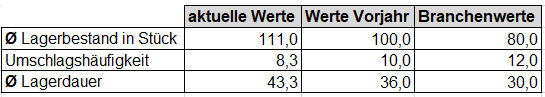 aktuelle Werte Werte Vorjahr Branchenwerte
Ø Lagerbestand in Stück 111,0 100,0 80,0
Umschlagshäufigkeit 8,3 10,0 12,0
Ø Lagerdauer 43,3 36,0 30,0